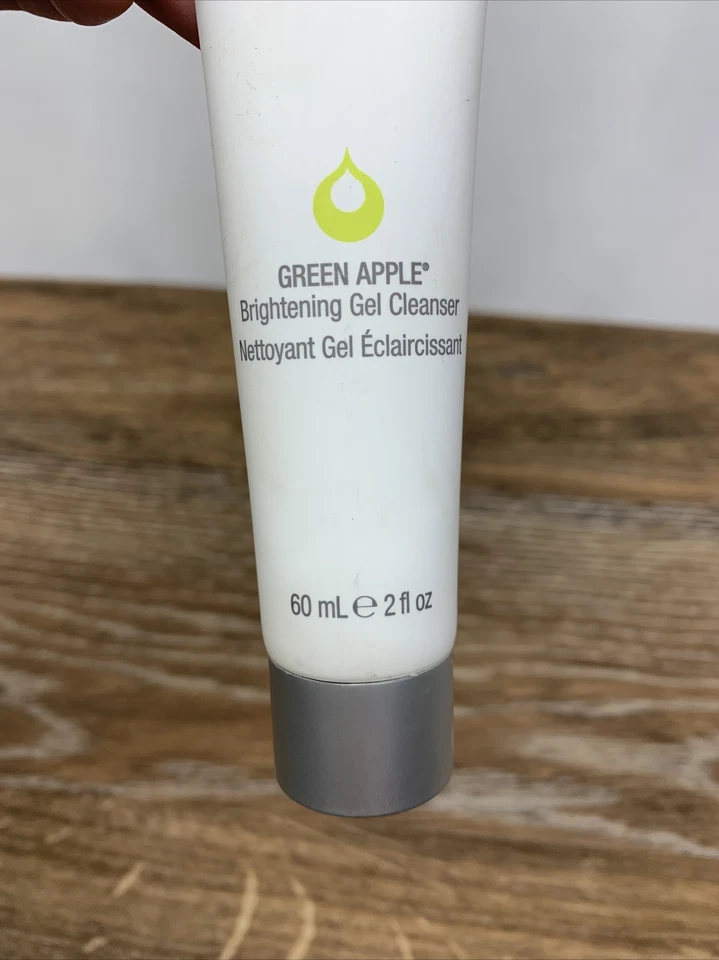 GREEN APPLE®
Brightening Gel Cleanser
Nettoyant Gel Éclaircissant
60 mL ℮ 2 fl oz